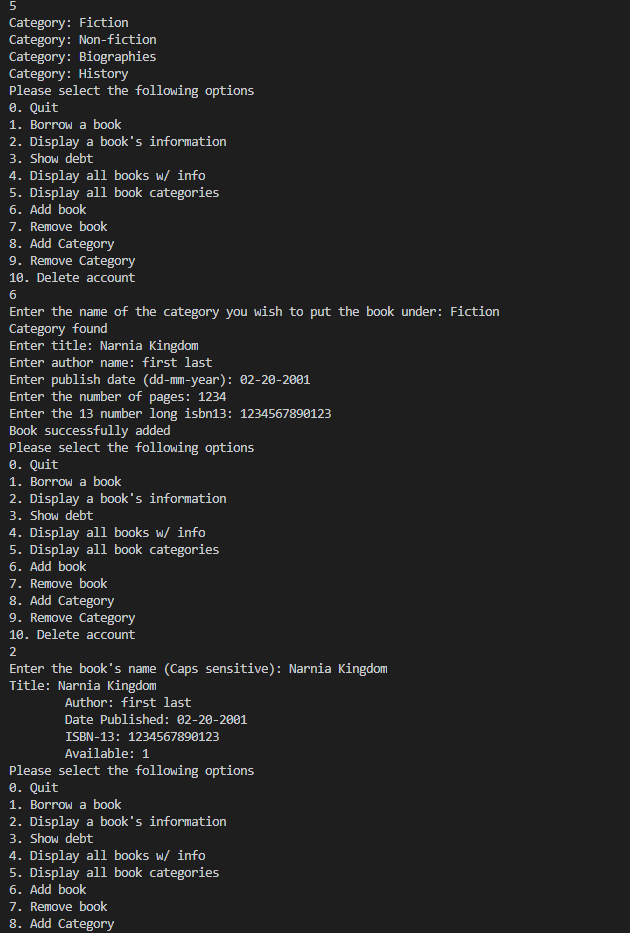 5
Category: Fiction
Category: Non-fiction
Category: Biographies
Category: History
Please select the following options
0. Quit
1. Borrow a book
2. Display a book's information
3. Show debt
4. Display all books w/ info
5. Display all book categories
6. Add book
7. Remove book
8. Add Category
9. Remove Category
10. Delete account
6
Enter the name of the category you wish to put the book under: Fiction
Category found
Enter title: Narnia Kingdom
Enter author name: first last
Enter publish date (dd-mm-year): 02-20-2001
Enter the number of pages: 1234
Enter the 13 number long isbn13: 1234567890123
Book successfully added
Please select the following options
0. Quit
1. Borrow a book
2. Display a book's information
3. Show debt
4. Display all books w/ info
5. Display all book categories
6. Add book
7. Remove book
8. Add Category
9. Remove Category
10. Delete account
2
Enter the book's name (Caps sensitive): Narnia Kingdom
Title: Narnia Kingdom
Author: first last
Date Published: 02-20-2001
ISBN-13: 1234567890123
Available: 1
Please select the following options
0. Quit
1. Borrow a book
2. Display a book's information
3. Show debt
4. Display all books w/ info
5. Display all book categories
6. Add book
7. Remove book
8. Add Category